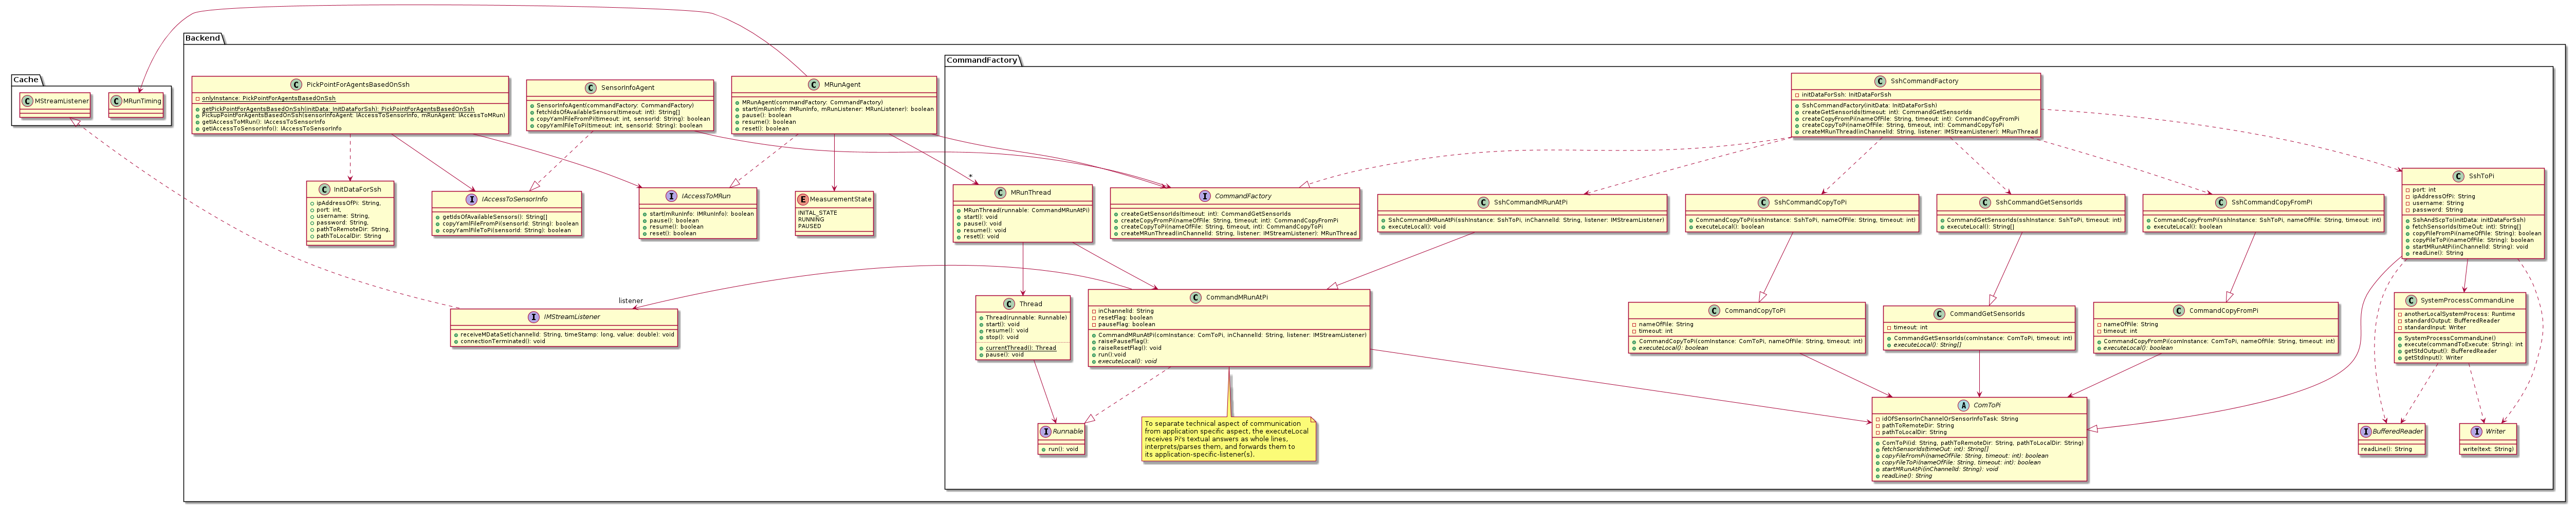 Backend
CommandFactory
Cache
MStreamListener
MRunTiming
PickPointForAgentsBasedOnSsh
onlyInstance: PickPointForAgentsBasedOnSsh
getPickPointForAgentsBasedOnSsh(initData: InitDataForSsh): PickPointForAgentsBasedOnSsh
PickupPointForAgentsBasedOnSsh(sensorInfoAgent: IAccessToSensorInfo, mRunAgent: IAccessToMRun)
getIAccessToMRun(): IAccessToSensorInfo
getIAccessToSensorInfo(): IAccessToSensorInfo
SensorInfoAgent
SensorInfoAgent(commandFactory: CommandFactory)
fetchIdsOfAvailableSensors(timeout: int): String[]
copyYamlFileFromPi(timeout: int, sensorId: String): boolean
copyYamlFileToPi(timeout: int, sensorId: String): boolean
MRunAgent
MRunAgent(commandFactory: CommandFactory)
start(mRunInfo: IMRunInfo, mRunListener: MRunListener): boolean
pause(): boolean
resume(): boolean
reset(): boolean
SshCommandFactory
initDataForSsh: InitDataForSsh
SshCommandFactory(initData: InitDataForSsh)
createGetSensorIds(timeout: int): CommandGetSensorIds
createCopyFromPi(nameOfFile: String, timeout: int): CommandCopyFromPi
createCopyToPi(nameOfFile: String, timeout, int): CommandCopyToPi
createMRunThread(inChannelId: String, listener: IMStreamListener): MRunThread
InitDataForSsh
ipAddressOfPi: String,
port: int,
username: String,
password: String,
pathToRemoteDir: String,
pathToLocalDir: String
IAccessToSensorInfo
getIdsOfAvailableSensors(): String[]
copyYamlFromPi(sensorId: String): boolean
copyYamlFileToPi(sensorId: String): boolean
IAccessToMRun
start(mRunInfo: IMRunInfo): boolean
pause(): boolean
resume(): boolean
reset(): boolean
MeasurementState
INITAL_STATE
RUNNING
PAUSED
*
MRunThread
MRunThread(runnable: CommandMRunAtPi)
start(): void
pause(): void
resume(): void
reset(): void
CommandFactory
createGetSensorIds(timeout: int): CommandGetSensorIds
createCopyFromPi(nameOfFile: String, timeout: int): CommandCopyFromPi
createCopyToPi(nameOfFile: String, timeout, int): CommandCopyToPi
createMRunThread(inChannelId: String, listener: IMStreamListener): MRunThread
SshCommandMRunAtPi
SshCommandMRunAtPi(sshInstance: SshToPi, inChannelId: String, listener: IMStreamListener)
executeLocal(): void
SshCommandCopyToPi
CommandCopyToPi(sshInstance: SshToPi, nameOfFile: String, timeout: int)
executeLocal(): boolean
SshCommandGetSensorIds
CommandGetSensorIds(sshInstance: SshToPi, timeout: int)
executeLocal(): String[]
SshCommandCopyFromPi
CommandCopyFromPi(sshInstance: SshToPi, nameOfFile: String, timeout: int)
executeLocal(): boolean
SshToPi
port: int
ipAddressOfPi: String
username: String
password: String
SshAndScpTo(initData: initDataForSsh)
fetchSensorIds(timeOut: int): String[]
copyFileFromPi(nameOfFile: String): boolean
copyFileToPi(nameOfFile: String): boolean
startMRunAtPi(inChannelId: String): void
readLine(): String
listener
IMStreamListener
receiveMDataSet(channelId: String, timeStamp: long, value: double): void
connectionTerminated(): void
Thread
Thread(runnable: Runnable)
start(): void
resume(): void
stop(): void
currentThread(): Thread
pause(): void
CommandMRunAtPi
inChannelId: String
resetFlag: boolean
pauseFlag: boolean
CommandMRunAtPi(comInstance: ComToPi, inChannelId: String, listener: IMStreamListener)
raisePauseFlag():
raiseResetFlag(): void
run():void
executeLocal(): void
CommandCopyToPi
nameOfFile: String
timeout: int
CommandCopyToPi(comInstance: ComToPi, nameOfFile: String, timeout: int)
executeLocal(): boolean
CommandGetSensorIds
timeout: int
CommandGetSensorIds(comInstance: ComToPi, timeout: int)
executeLocal(): String[]
CommandCopyFromPi
nameOfFile: String
timeout: int
CommandCopyFromPi(comInstance: ComToPi, nameOfFile: String, timeout: int)
executeLocal(): boolean
SystemProcessCommandLine
anotherLocalSystemProcess: Runtime
standardOutput: BufferedReader
standardInput: Writer
SystemProcessCommandLine()
execute(commandToExecute: String): int
getStdOutput(): BufferedReader
getStdInput(): Writer
Runnable
run(): void
To separate technical aspect of communication
from application specific aspect, the executeLocal
receives Pi's textual answers as whole lines,
interprets/parses them, and forwards them to
its application-specific-listener(s).
ComToPi
idOfSensorInChannelOrSensorInfoTask: String
pathToRemoteDir: String
pathToLocalDir: String
ComToPi(id: String, pathToRemoteDir: String, pathToLocalDir: String)
fetchSensorIds(timeOut: int): String[]
copyFileFromPi(nameOfFile: String, timeout: int): boolean
copyFileToPi(nameOfFile: String, timeout: int): boolean
startMRunAtPi(inChannelId: String): void
readLine(): String
BufferedReader
readLine(): String
Writer
write(text: String)